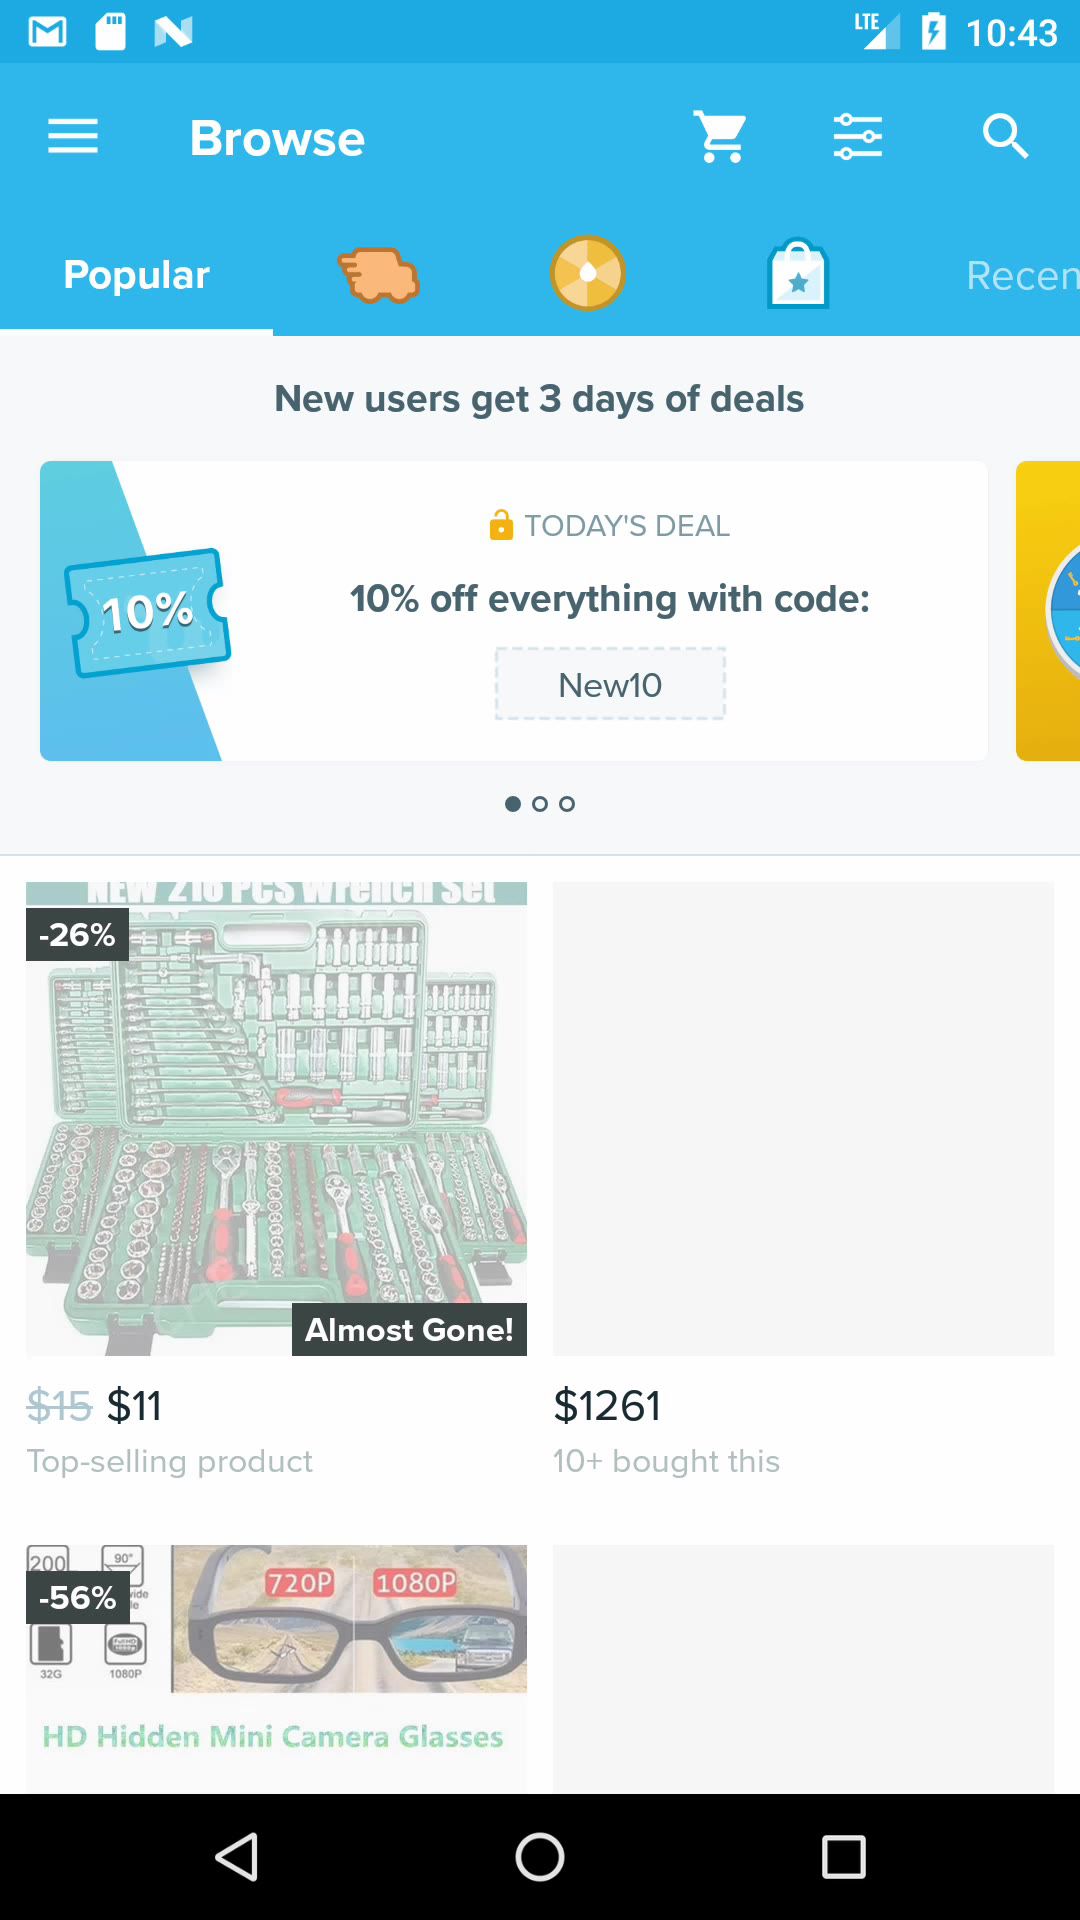 LTE 10:43
Browse
Popular
Recen
New users get 3 days of deals
TODAY'S DEAL
10%
10% off everything with code:
New10
NEW 216 PCS Wrench Set
-26%
Almost Gone!
$15 $11
Top-selling product
$1261
10+ bought this
200
90°
720P
1080P
-56%
32G
1080P
HD Hidden Mini Camera Glasses